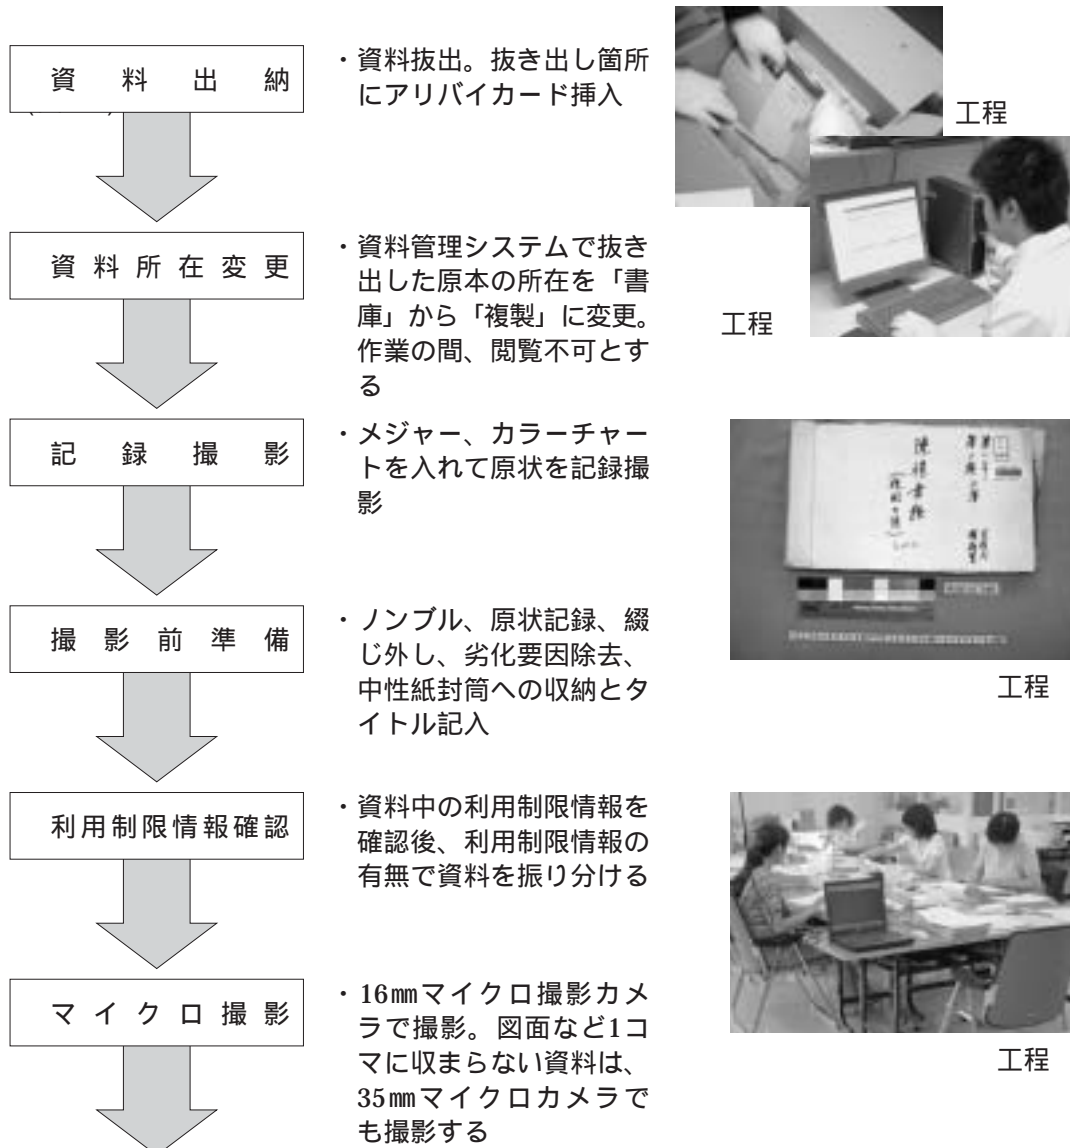 資料出納
・資料抜出。抜き出し箇所
にアリバイカード挿入
工程
資料所在変更
・資料管理システムで抜き
出した原本の所在を「書
庫」から「複製」に変更。
作業の間、閲覧不可とす
る
工程
記録撮影
・メジャー、カラーチャー
トを入れて原状を記録撮
影
工程
撮影前準備
・ノンブル、原状記録、綴
じ外し、劣化要因除去、
中性紙封筒への収納とタ
イトル記入
利用制限情報確認
・資料中の利用制限情報を
確認後、利用制限情報の
有無で資料を振り分ける
工程
マイクロ撮影
・16㎜マイクロ撮影カメ
ラで撮影。図面など1コ
マに収まらない資料は、
35㎜マイクロカメラで
も撮影する